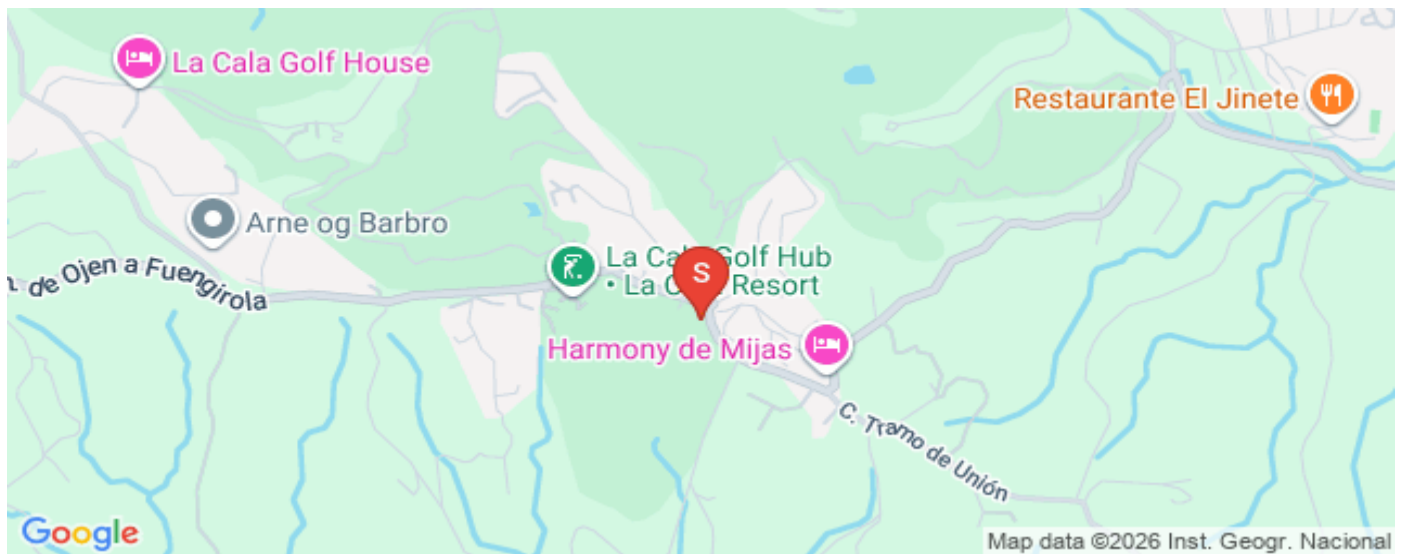 La Cala Golf House
Restaurante El Jinete
Arne og Barbro
La Golf Hub
S
• La Resort
de Ojen a Fuengirola
Harmony de Mijas
C. Tramo de Unión
Google
Map data ©2026 Inst. Geogr. Nacional